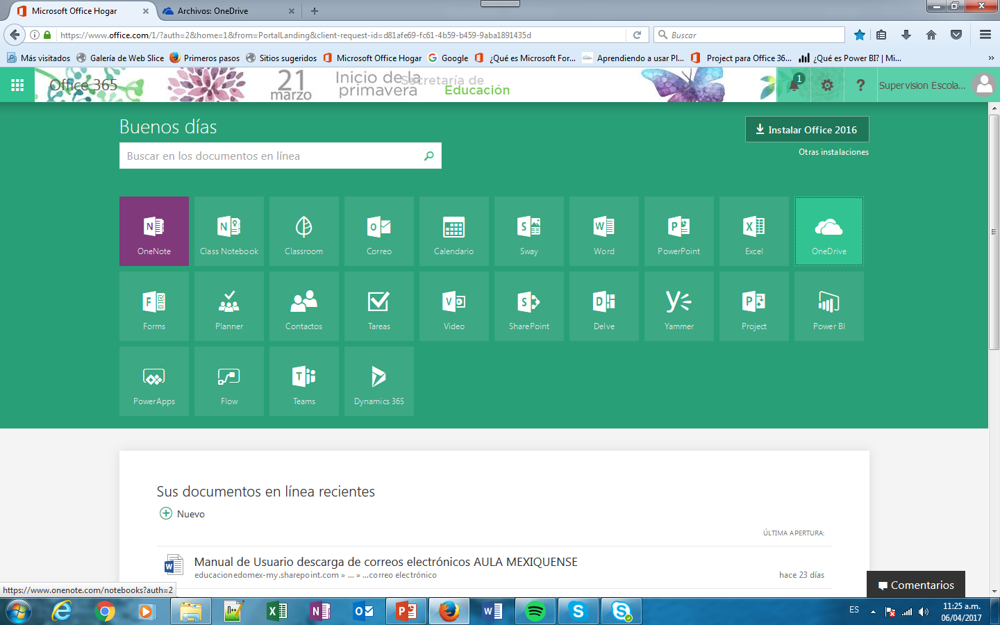 Microsoft Office Hogar
Archivos: OneDrive
https://www.office.com/1/?auth=2&home=1&from=PortalLanding&client-request-id=d81afe69-fc61-4b59-b459-9aba1891435d
Buscar
Más visitados
Galería de Web Slice
Primeros pasos
Sitios sugeridos
Microsoft Office Hogar
Google
¿Qué es Microsoft For...
Aprendiendo a usar Pl...
Project para Office 36...
¿Qué es Power BI? | Mi...
Office 365
21
marzo
Inicio de la
primavera
Secretaría de
Educación
1
?
Supervision Escola...
Buenos días
Instalar Office 2016
Buscar en los documentos en línea
Otras instalaciones
OneNote
Class Notebook
Classroom
Correo
Calendario
Sway
Word
PowerPoint
Excel
OneDrive
Forms
Planner
Contactos
Tareas
Video
SharePoint
Delve
Yammer
Project
Power BI
PowerApps
Flow
Teams
Dynamics 365
Sus documentos en línea recientes
Nuevo
ÚLTIMA APERTURA:
Manual de Usuario descarga de correos electrónicos AULA MEXIQUENSE
educacionedomex-my.sharepoint.com » ... » ...correo electrónico
hace 23 días
Comentarios
https://www.onenote.com/notebooks?auth=2
ES
11:25 a.m.
06/04/2017